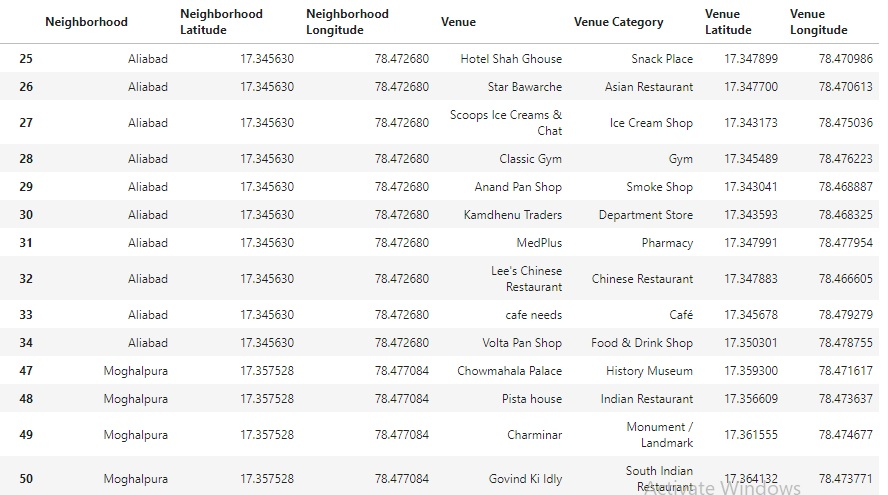 Neighborhood Neighborhood Latitude Neighborhood Longitude Venue Venue Category Venue Latitude Venue Longitude
25 Aliabad 17.345630 78.472680 Hotel Shah Ghouse Snack Place 17.347899 78.470986
26 Aliabad 17.345630 78.472680 Star Bawarche Asian Restaurant 17.347700 78.470613
27 Aliabad 17.345630 78.472680 Scoops Ice Creams & Chat Ice Cream Shop 17.343173 78.475036
28 Aliabad 17.345630 78.472680 Classic Gym Gym 17.345489 78.476223
29 Aliabad 17.345630 78.472680 Anand Pan Shop Smoke Shop 17.343041 78.468887
30 Aliabad 17.345630 78.472680 Kamdhenu Traders Department Store 17.343593 78.468325
31 Aliabad 17.345630 78.472680 MedPlus Pharmacy 17.347991 78.477954
32 Aliabad 17.345630 78.472680 Lee's Chinese Restaurant Chinese Restaurant 17.347883 78.466605
33 Aliabad 17.345630 78.472680 cafe needs Café 17.345678 78.479279
34 Aliabad 17.345630 78.472680 Volta Pan Shop Food & Drink Shop 17.350301 78.478755
47 Moghalpura 17.357528 78.477084 Chowmahala Palace History Museum 17.359300 78.471617
48 Moghalpura 17.357528 78.477084 Pista house Indian Restaurant 17.356609 78.473637
49 Moghalpura 17.357528 78.477084 Charminar Monument / Landmark 17.361555 78.474677
50 Moghalpura 17.357528 78.477084 Govind Ki Idly South Indian Restaurant 17.364132 78.473771
Activate Windows